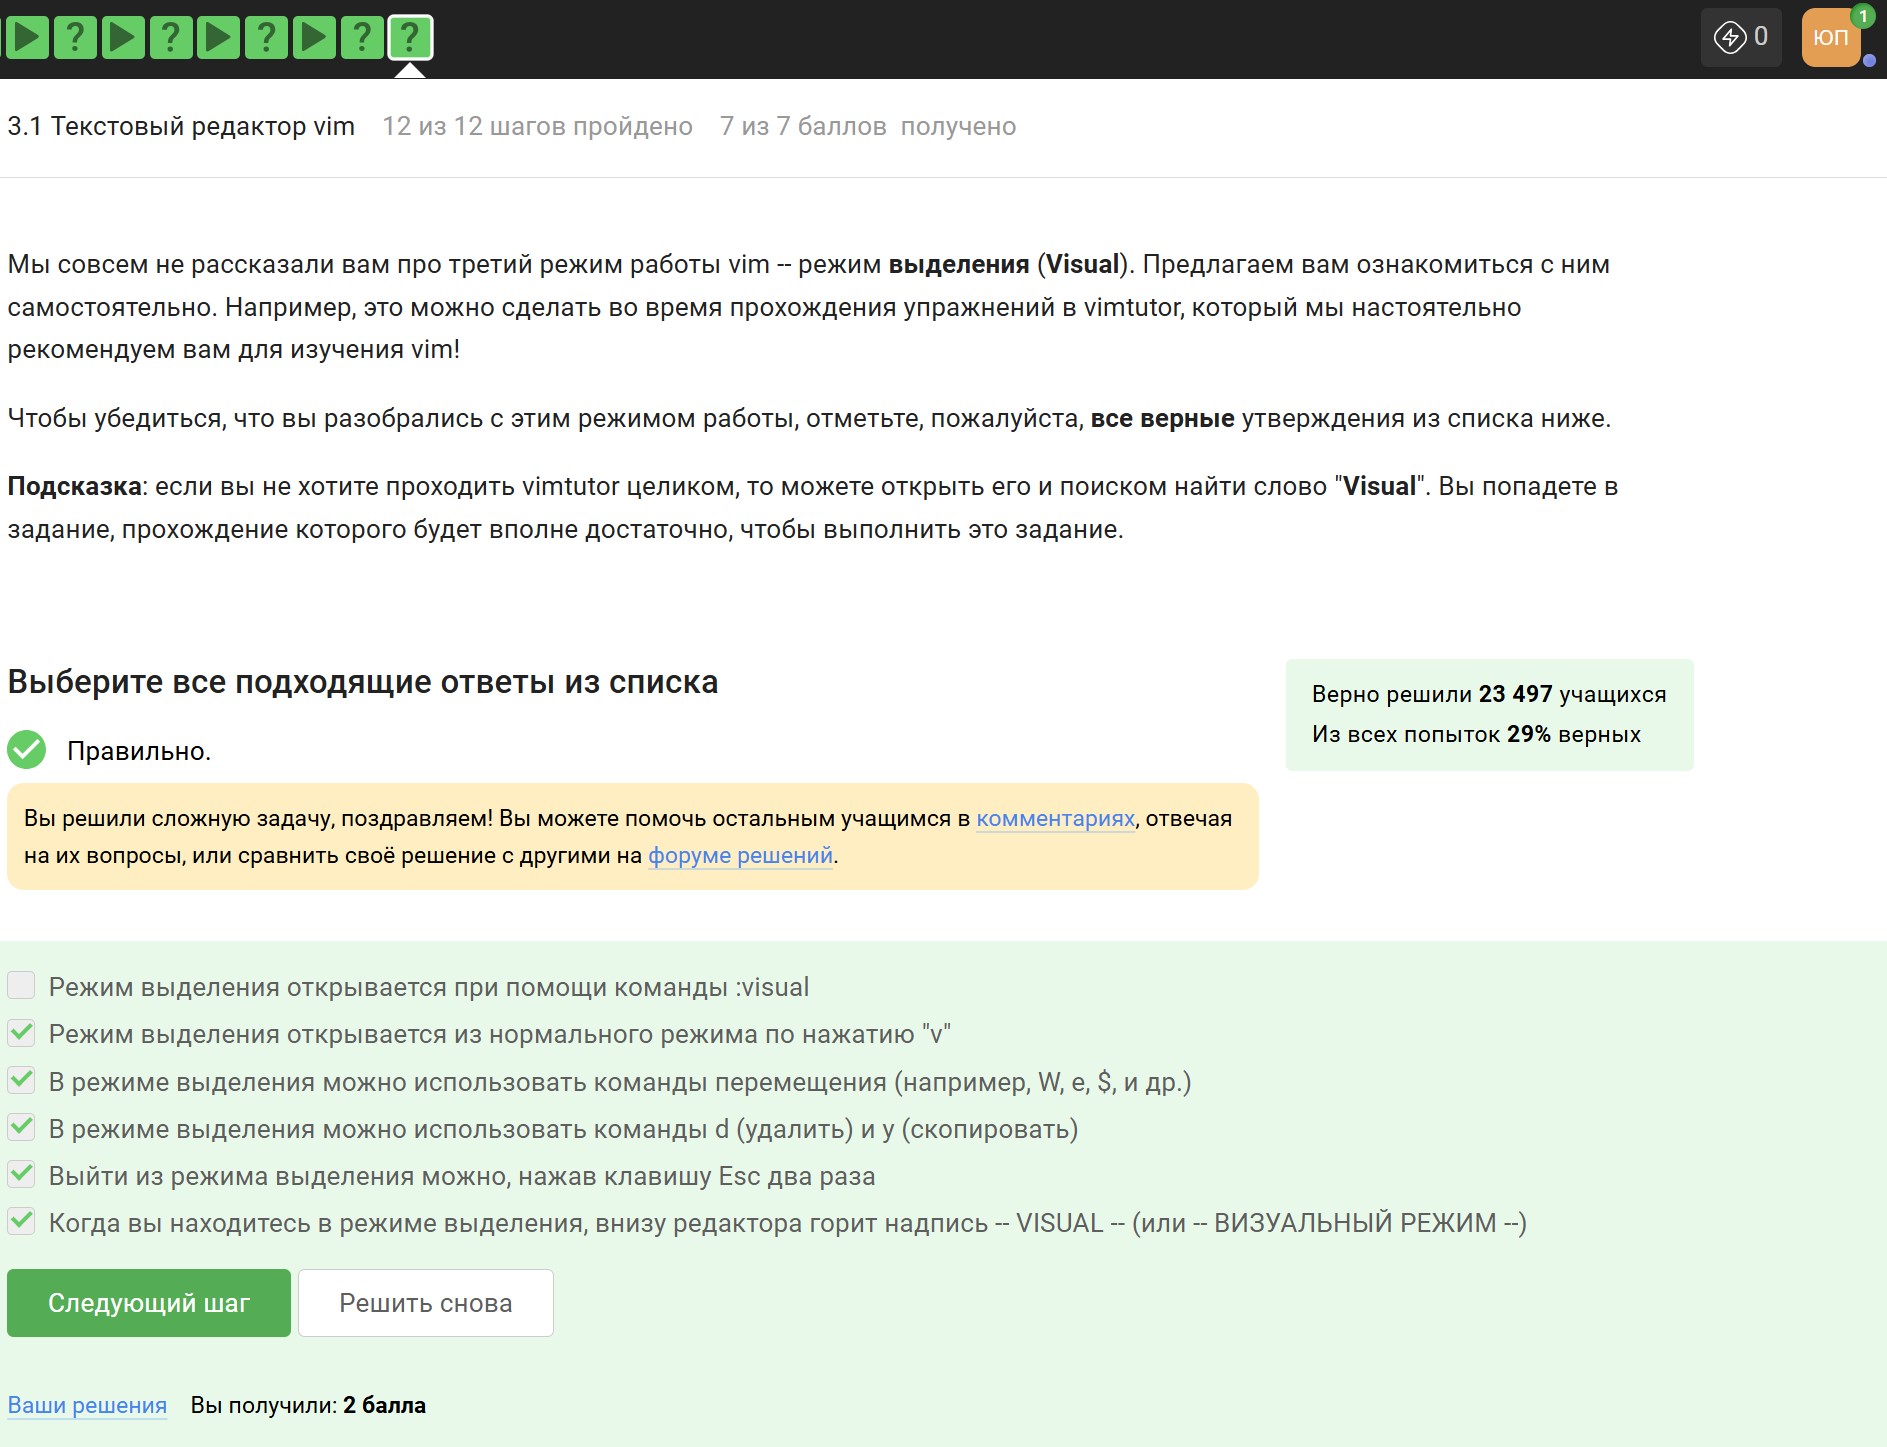 ? ? ? ? ?
0
ЮП
1
3.1 Текстовый редактор vim 12 из 12 шагов пройдено 7 из 7 баллов получено
Мы совсем не рассказали вам про третий режим работы vim -- режим выделения (Visual). Предлагаем вам ознакомиться с ним
самостоятельно. Например, это можно сделать во время прохождения упражнений в vimtutor, который мы настоятельно
рекомендуем вам для изучения vim!
Чтобы убедиться, что вы разобрались с этим режимом работы, отметьте, пожалуйста, все верные утверждения из списка ниже.
Подсказка: если вы не хотите проходить vimtutor целиком, то можете открыть его и поиском найти слово "Visual". Вы попадете в
задание, прохождение которого будет вполне достаточно, чтобы выполнить это задание.
Выберите все подходящие ответы из списка
Верно решили 23 497 учащихся
Из всех попыток 29% верных
Правильно.
Вы решили сложную задачу, поздравляем! Вы можете помочь остальным учащимся в комментариях, отвечая
на их вопросы, или сравнить своё решение с другими на форуме решений.
Режим выделения открывается при помощи команды :visual
Режим выделения открывается из нормального режима по нажатию "v"
В режиме выделения можно использовать команды перемещения (например, W, e, $, и др.)
В режиме выделения можно использовать команды d (удалить) и y (скопировать)
Выйти из режима выделения можно, нажав клавишу Esc два раза
Когда вы находитесь в режиме выделения, внизу редактора горит надпись -- VISUAL -- (или -- ВИЗУАЛЬНЫЙ РЕЖИМ --)
Следующий шаг Решить снова
Ваши решения Вы получили: 2 балла